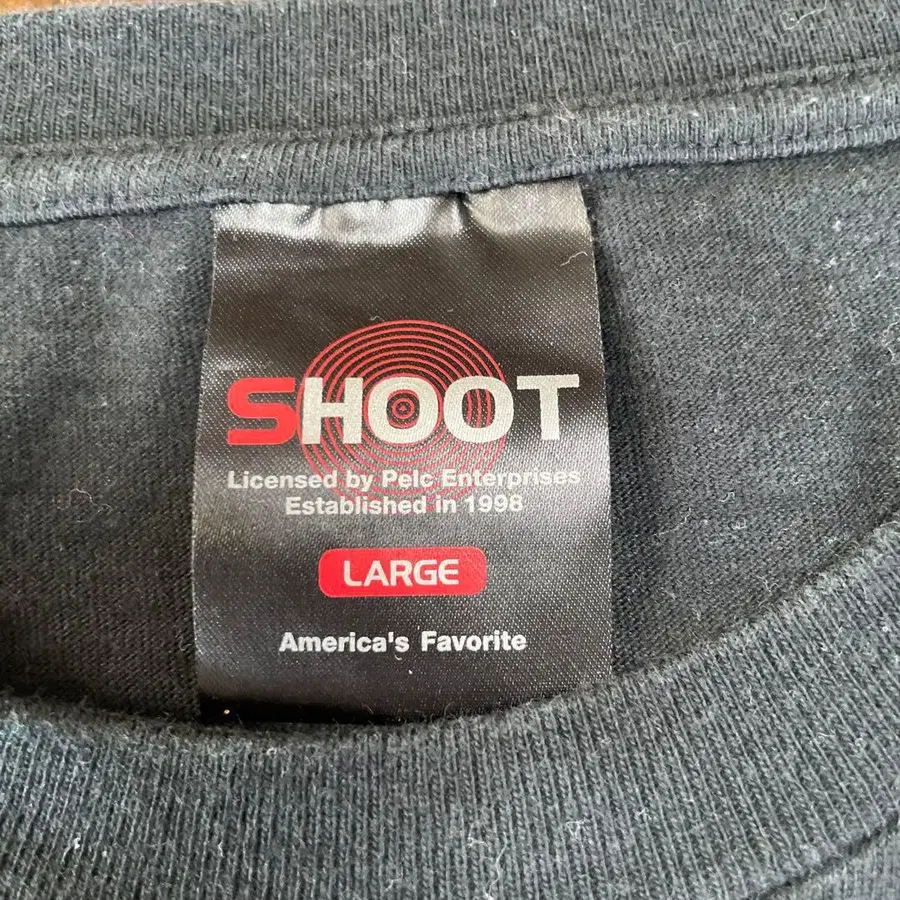 SHOOT
Licensed by Pelc Enterprises
Established in 1998
LARGE
America's Favorite